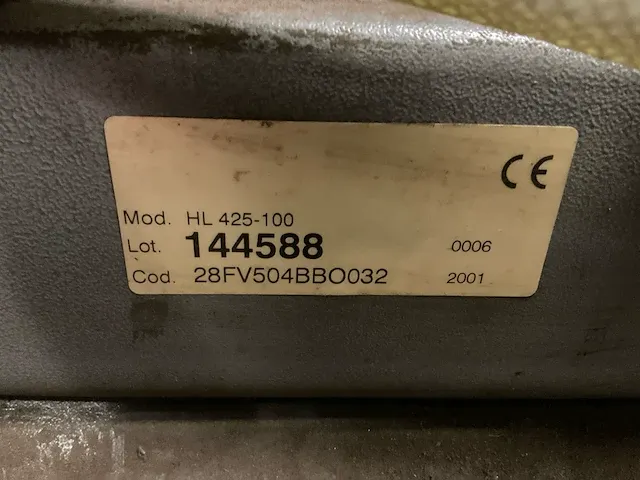 CE
Mod. HL 425-100
Lot. 144588 0006
Cod. 28FV504BBO032 2001